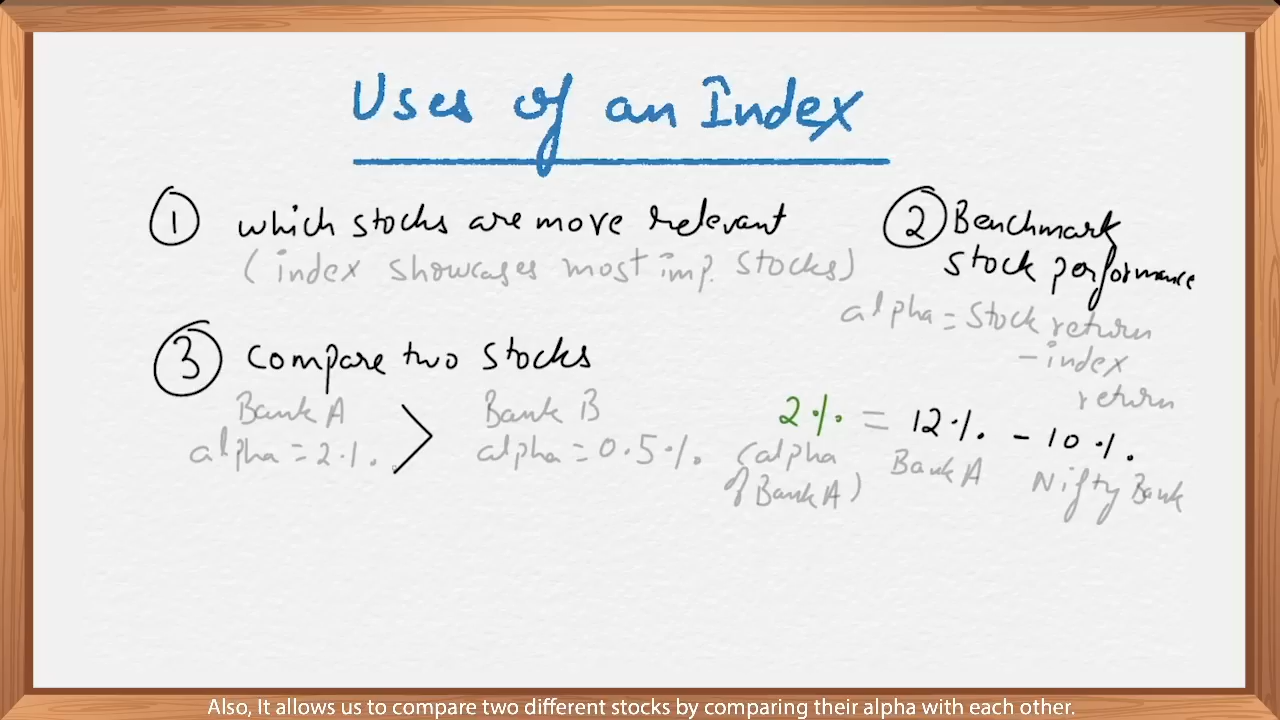 Uses of an Index
1 which stocks are more relevant
(index showcases most imp. stocks)
2 Benchmark
stock performance
alpha = Stock return
- index
return
3 compare two stocks
Bank A > Bank B
alpha = 2%. alpha = 0.5%.
2%. = 12%. - 10%.
(alpha
of Bank A) Bank A Nifty Bank
Also, It allows us to compare two different stocks by comparing their alpha with each other.